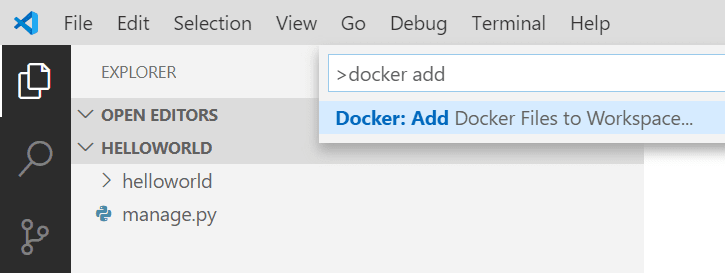 File Edit Selection View Go Debug Terminal Help
EXPLORER
>docker add
Docker: Add Docker Files to Workspace...
OPEN EDITORS
HELLOWORLD
helloworld
manage.py